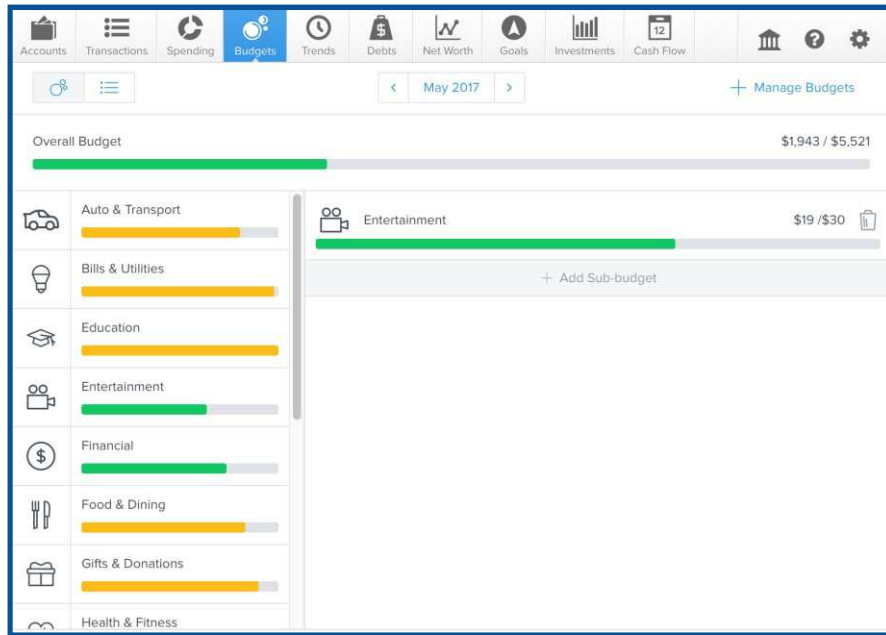 Accounts Transactions Spending Budgets Trends Debts Net Worth Goals Investments 12 Cash Flow
May 2017 + Manage Budgets
Overall Budget $1,943 / $5,521
Auto & Transport
Bills & Utilities
Education
Entertainment
Financial
Food & Dining
Gifts & Donations
Health & Fitness
Entertainment $19 /$30
+ Add Sub-budget